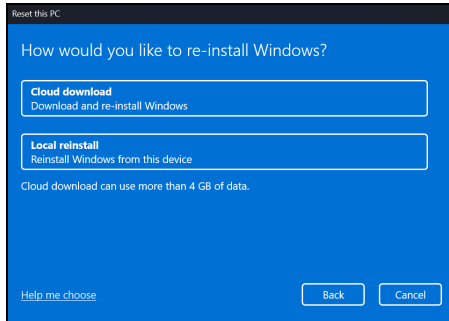 Reset this PC
How would you like to re-install Windows?
Cloud download
Download and re-install Windows
Local reinstall
Reinstall Windows from this device
Cloud download can use more than 4 GB of data.
Help me choose
Back
Cancel